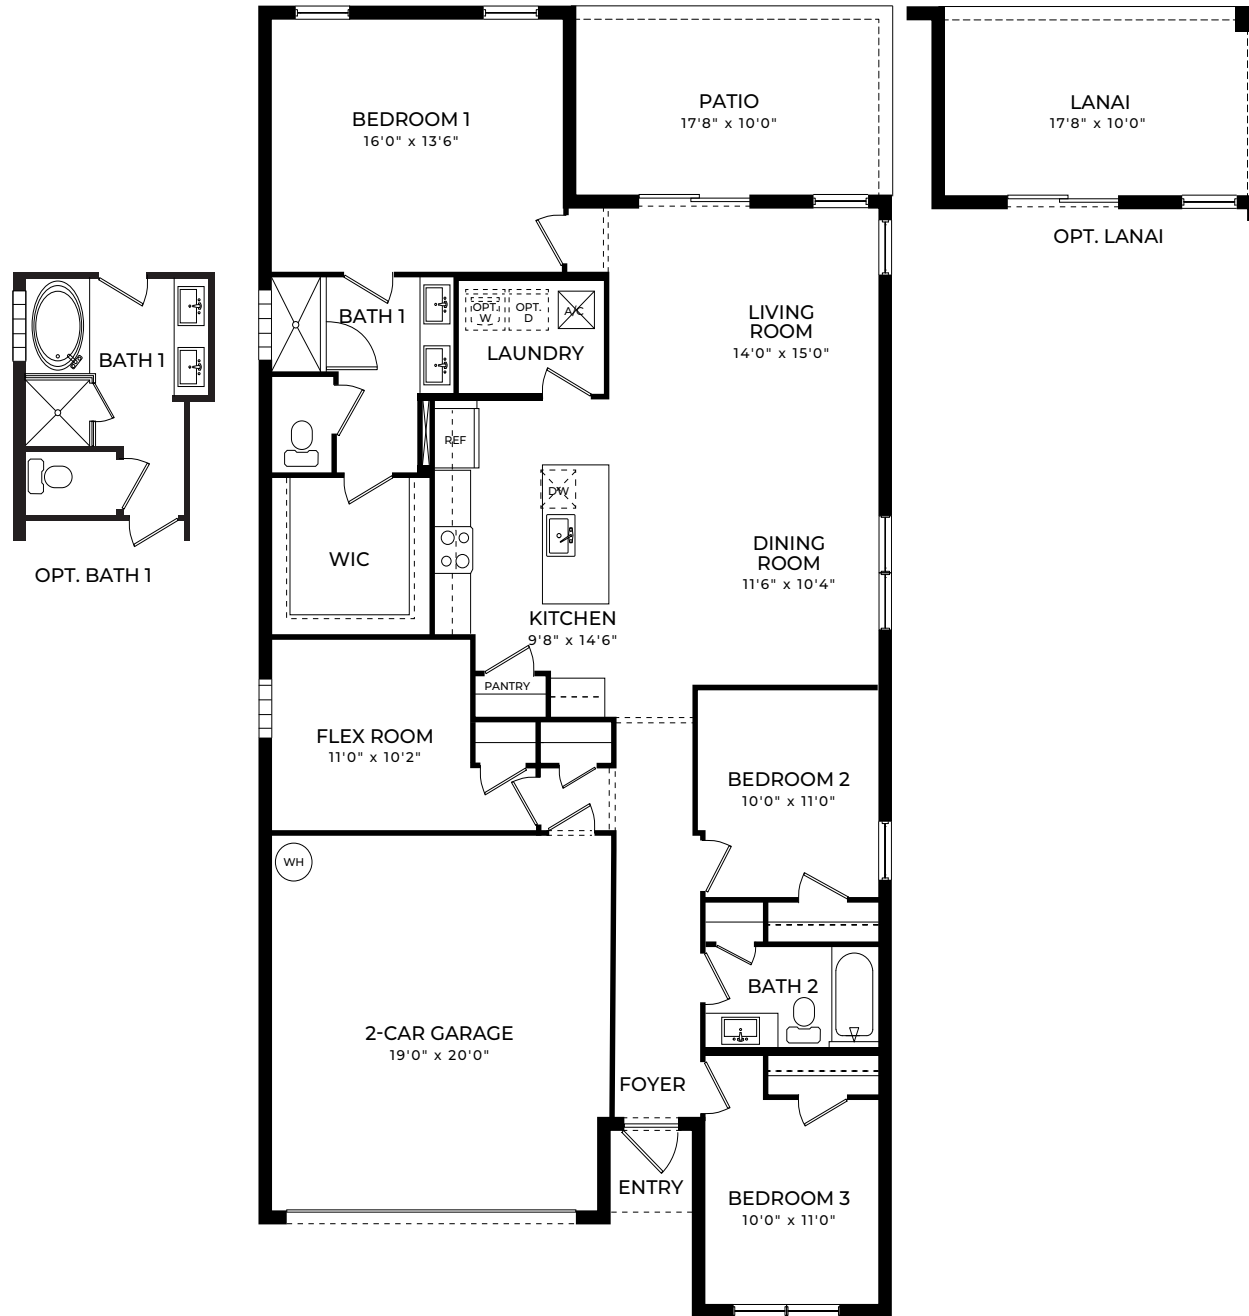 BEDROOM 1
16'0" x 13'6"
PATIO
17'8" x 10'0"
LANAI
17'8" x 10'0"
OPT. LANAI
BATH 1
OPT. BATH 1
BATH 1
OPT.
W
OPT.
D
A/C
LAUNDRY
LIVING
ROOM
14'0" x 15'0"
REF
DW
WIC
DINING
ROOM
11'6" x 10'4"
KITCHEN
9'8" x 14'6"
PANTRY
FLEX ROOM
11'0" x 10'2"
BEDROOM 2
10'0" x 11'0"
WH
BATH 2
2-CAR GARAGE
19'0" x 20'0"
FOYER
ENTRY
BEDROOM 3
10'0" x 11'0"